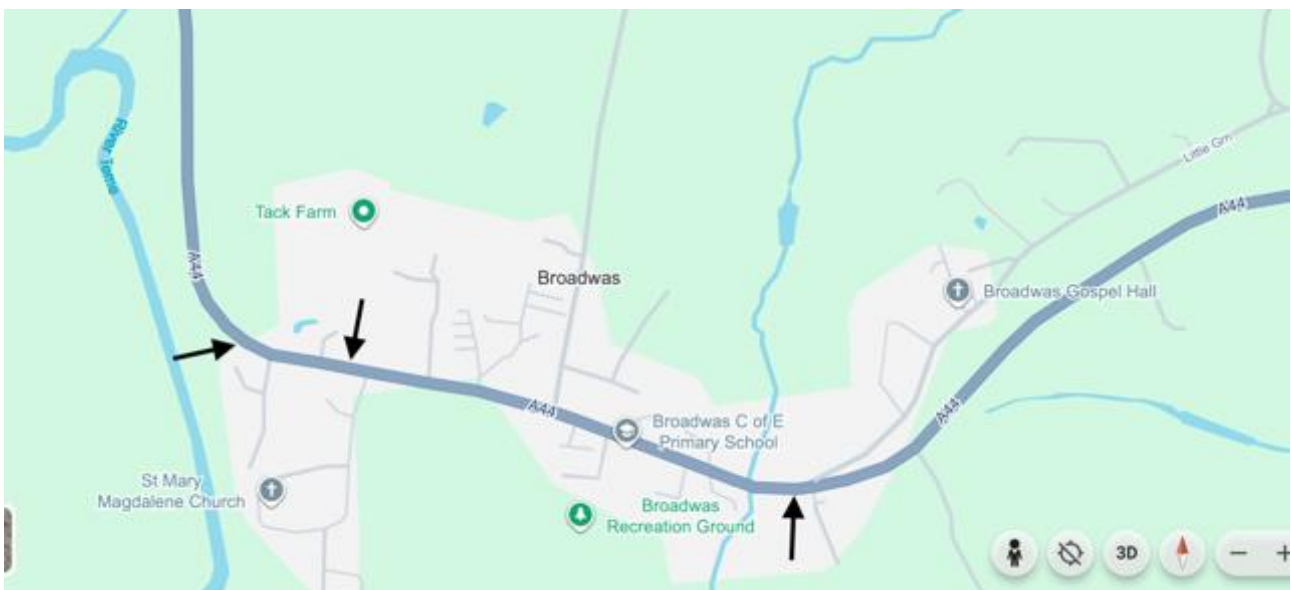 River Teme
Tack Farm
A44
Broadwas
Little Grn
A44
Broadwas Gospel Hall
A44
A44
Broadwas C of E
Primary School
St Mary
Magdalene Church
Broadwas
Recreation Ground
3D